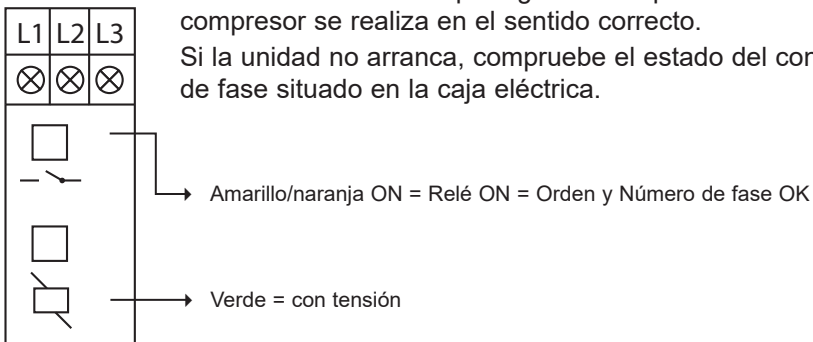 compresor se realiza en el sentido correcto.
L1 L2 L3
Si la unidad no arranca, compruebe el estado del
de fase situado en la caja eléctrica.
Amarillo/naranja ON = Relé ON = Orden y Número de fase OK
Verde = con tensión